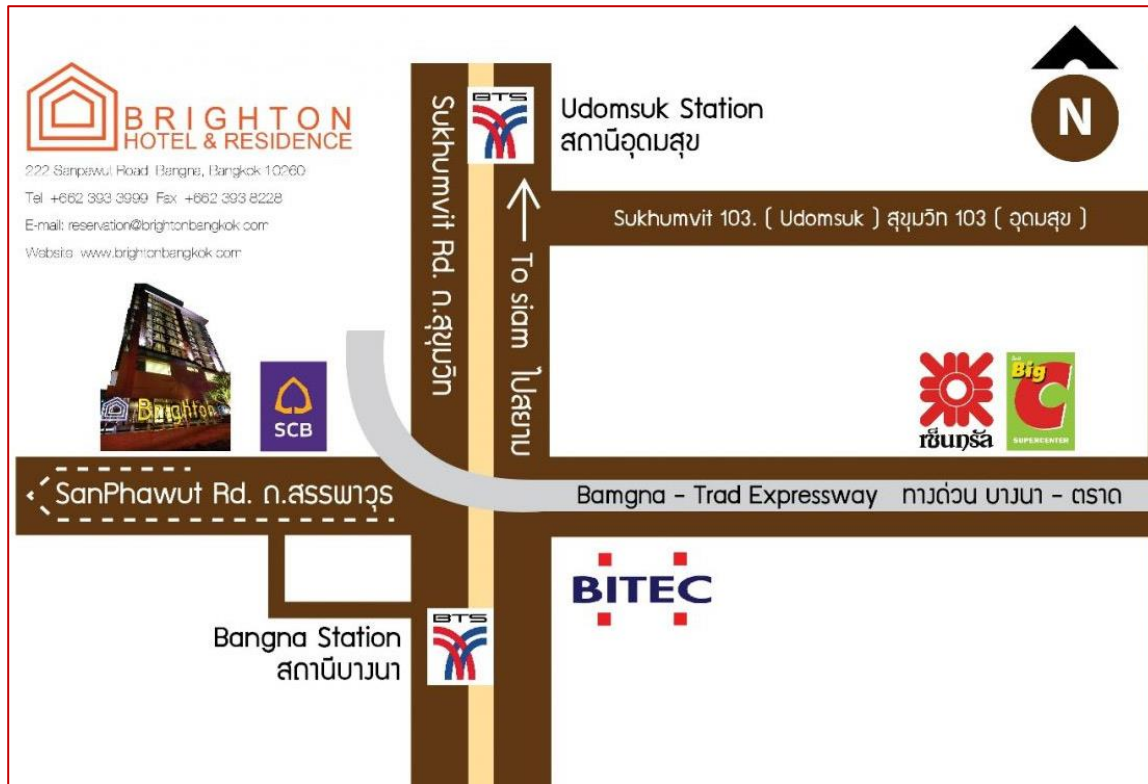 BRIGHTON
HOTEL & RESIDENCE
222 Sanpawut Road Bangna, Bangkok 10260
Tel +662 393 3999 Fax +662 393 8228
E-mail: reservation@brightonbangkok.com
Website www.brightonbangkok.com
Brighton
SCB
Sukhumvit Rd. ถ.สุขุมวิท
BTS
Udomsuk Station
สถานีอุดมสุข
N
Sukhumvit 103. ( Udomsuk ) สุขุมวิท 103 ( อุดมสุข )
To siam ไปสยาม
เซ็นทรัล
Big
C
SUPERCENTER
SanPhawut Rd. ถ.สรรพาวุธ
Bamgna - Trad Expressway ทางด่วน บางนา - ตราด
BITEC
BTS
Bangna Station
สถานีบางนา